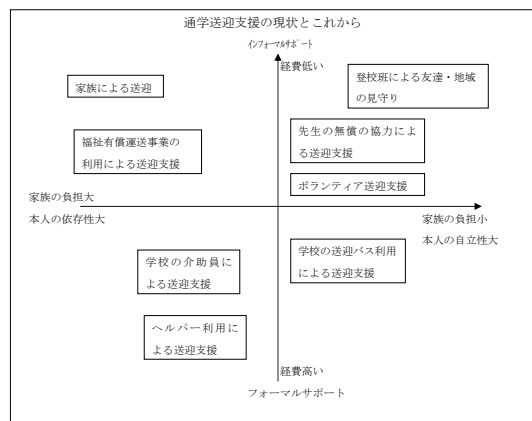 通学送迎支援の現状とこれから
インフォーマルサポート
経費低い
家族による送迎
登校班による友達・地域
の見守り
福祉有償運送事業の
利用による送迎支援
先生の無償の協力によ
る送迎支援
ボランティア送迎支援
家族の負担大
本人の依存性大
家族の負担小
本人の自立性大
学校の介助員に
よる送迎支援
学校の送迎バス利用
による送迎支援
ヘルパー利用に
よる送迎支援
経費高い
フォーマルサポート